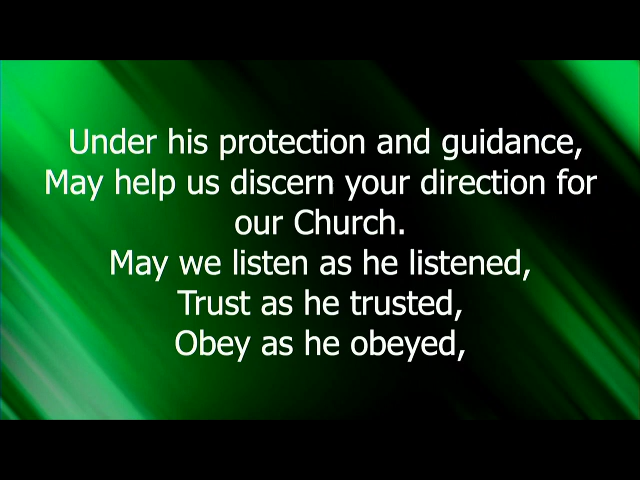 Under his protection and guidance,
May help us discern your direction for
our Church.
May we listen as he listened,
Trust as he trusted,
Obey as he obeyed,